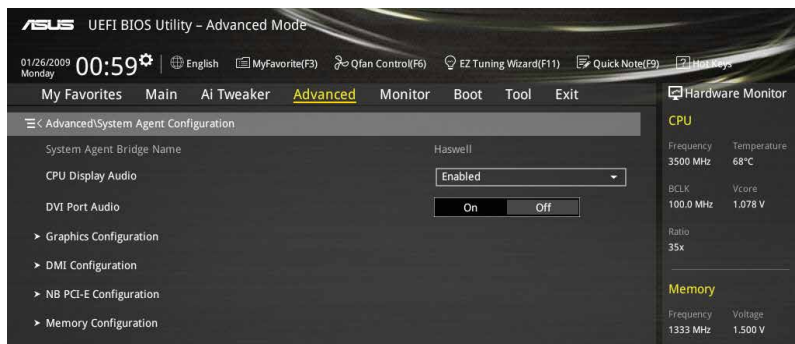 ASUS UEFI BIOS Utility – Advanced Mode
01/26/2009 Monday 00:59 English MyFavorite(F3) Qfan Control(F6) EZ Tuning Wizard(F11) Quick Note(F9) Hot Keys
My Favorites Main Ai Tweaker Advanced Monitor Boot Tool Exit
Hardware Monitor
< Advanced\System Agent Configuration
System Agent Bridge Name Haswell
CPU Display Audio Enabled
DVI Port Audio On Off
> Graphics Configuration
> DMI Configuration
> NB PCI-E Configuration
> Memory Configuration
CPU
Frequency Temperature
3500 MHz 68°C
BCLK Vcore
100.0 MHz 1.078 V
Ratio
35x
Memory
Frequency Voltage
1333 MHz 1.500 V